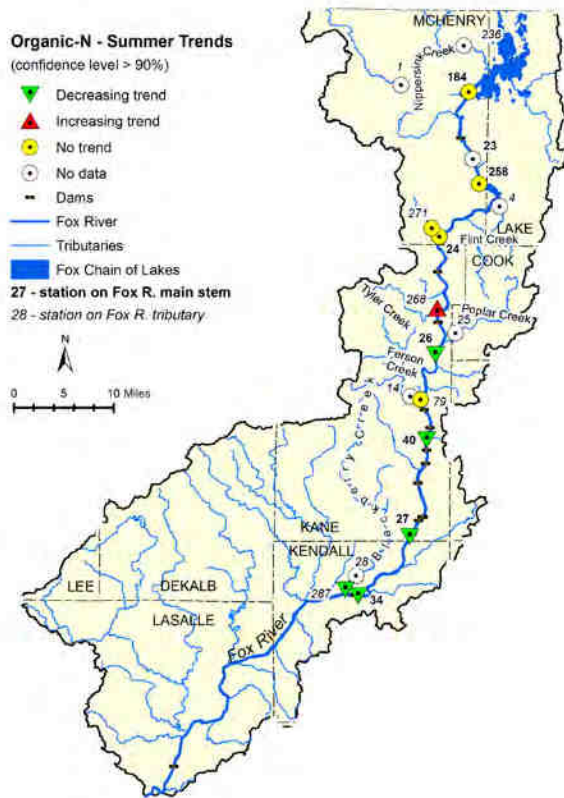 Organic-N - Summer Trends
(confidence level > 90%)
Decreasing trend
Increasing trend
No trend
No data
Dams
Fox River
Tributaries
Fox Chain of Lakes
27 - station on Fox R. main stem
28 - station on Fox R. tributary
N
0 5 10 Miles
MCHENRY
236
Nippersink Creek
1
184
23
258
4
271
LAKE
24
Flint Creek
COOK
268
Tyler Creek
Poplar Creek
25
26
Ferson
Creek
14
79
40
Blackberry Creek
27
KANE
KENDALL
28
LEE
DEKALB
287
34
LASALLE
Fox River